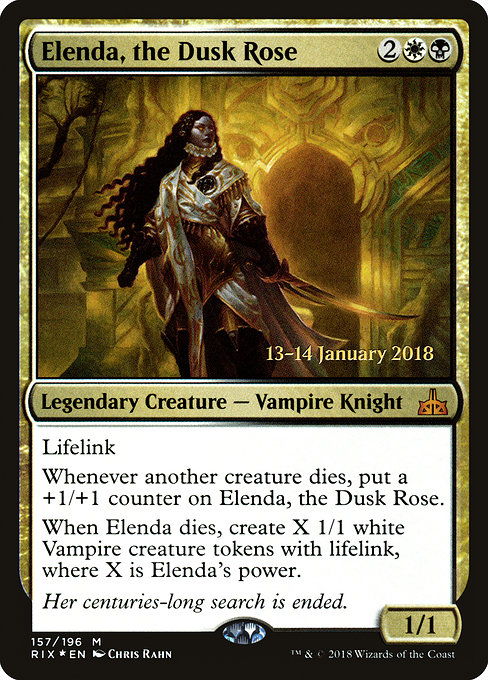 Elenda, the Dusk Rose 2
13–14 January 2018
Legendary Creature — Vampire Knight
Lifelink
Whenever another creature dies, put a
+1/+1 counter on Elenda, the Dusk Rose.
When Elenda dies, create X 1/1 white
Vampire creature tokens with lifelink,
where X is Elenda's power.
Her centuries-long search is ended.
1/1
157/196 M
RIX★EN Chris Rahn
™ & © 2018 Wizards of the Coast